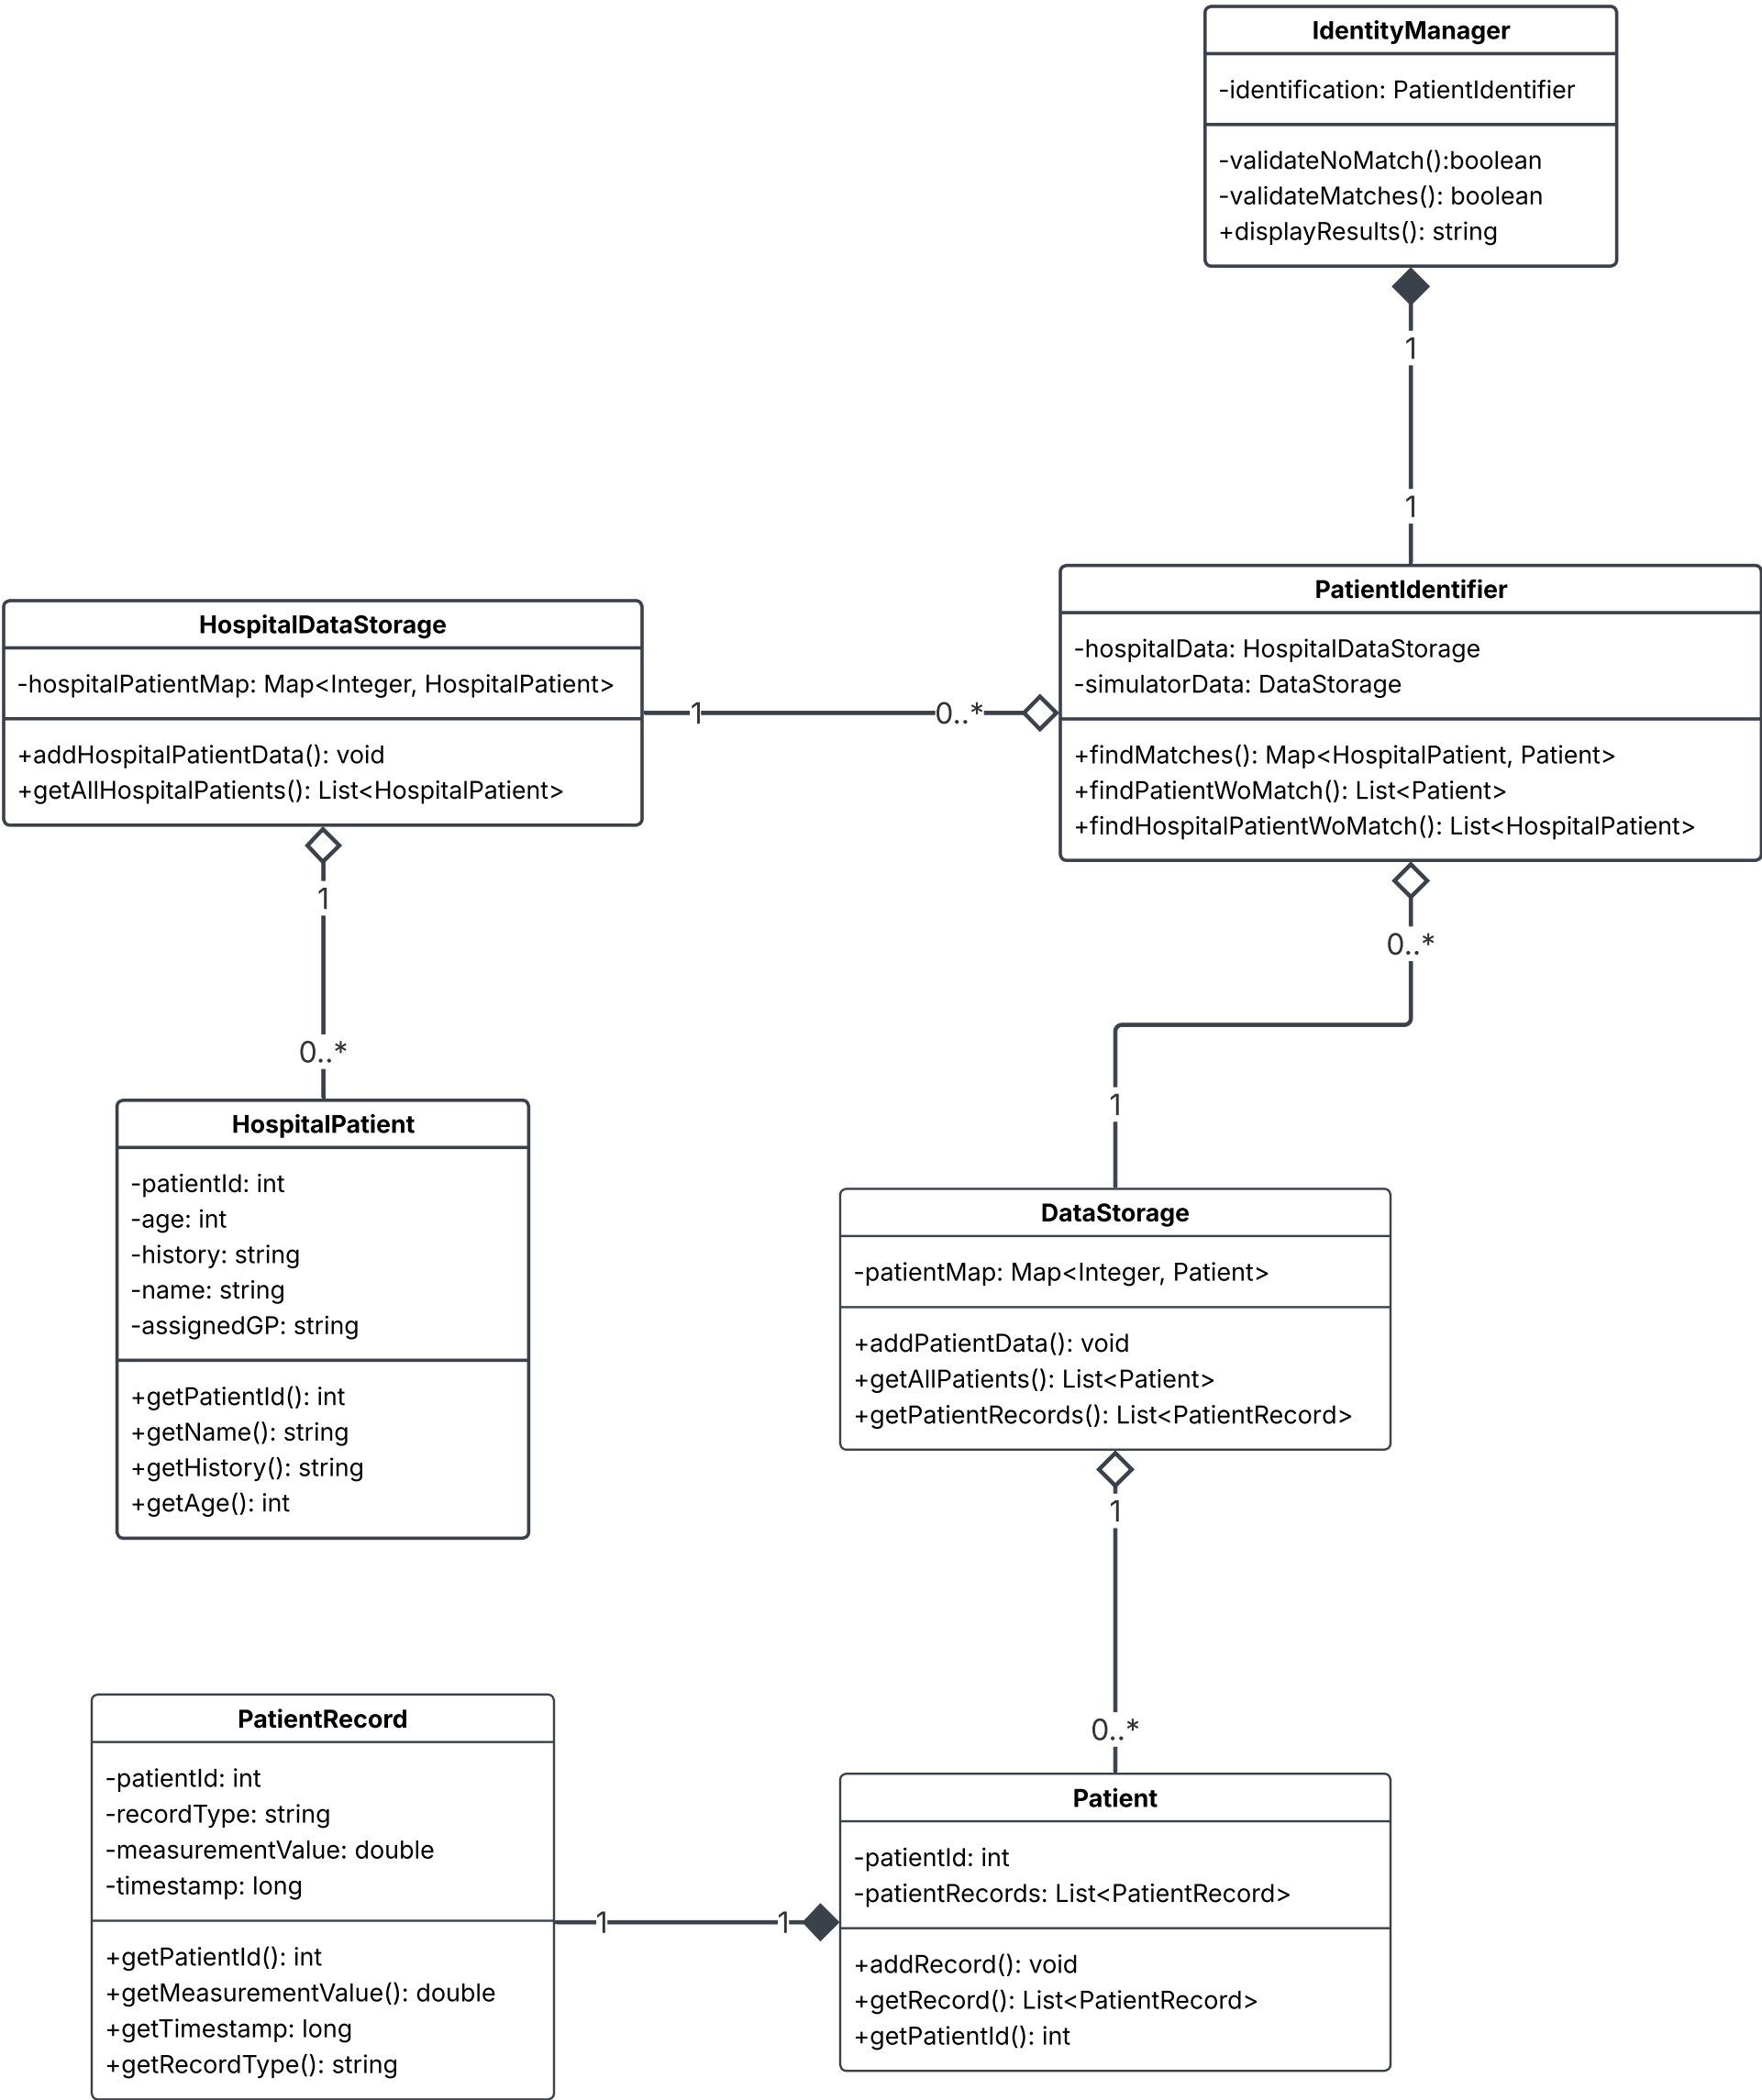 IdentityManager
-identification: PatientIdentifier
-validateNoMatch():boolean
-validateMatches(): boolean
+displayResults(): string
1
1
PatientIdentifier
-hospitalData: HospitalDataStorage
-simulatorData: DataStorage
+findMatches(): Map<HospitalPatient, Patient>
+findPatientWoMatch(): List<Patient>
+findHospitalPatientWoMatch(): List<HospitalPatient>
HospitalDataStorage
-hospitalPatientMap: Map<Integer, HospitalPatient>
+addHospitalPatientData(): void
+getAllHospitalPatients(): List<HospitalPatient>
1
0..*
1
0..*
HospitalPatient
-patientId: int
-age: int
-history: string
-name: string
-assignedGP: string
+getPatientId(): int
+getName(): string
+getHistory(): string
+getAge(): int
0..*
1
DataStorage
-patientMap: Map<Integer, Patient>
+addPatientData(): void
+getAllPatients(): List<Patient>
+getPatientRecords(): List<PatientRecord>
1
0..*
PatientRecord
-patientId: int
-recordType: string
-measurementValue: double
-timestamp: long
+getPatientId(): int
+getMeasurementValue(): double
+getTimestamp: long
+getRecordType(): string
1
1
Patient
-patientId: int
-patientRecords: List<PatientRecord>
+addRecord(): void
+getRecord(): List<PatientRecord>
+getPatientId(): int